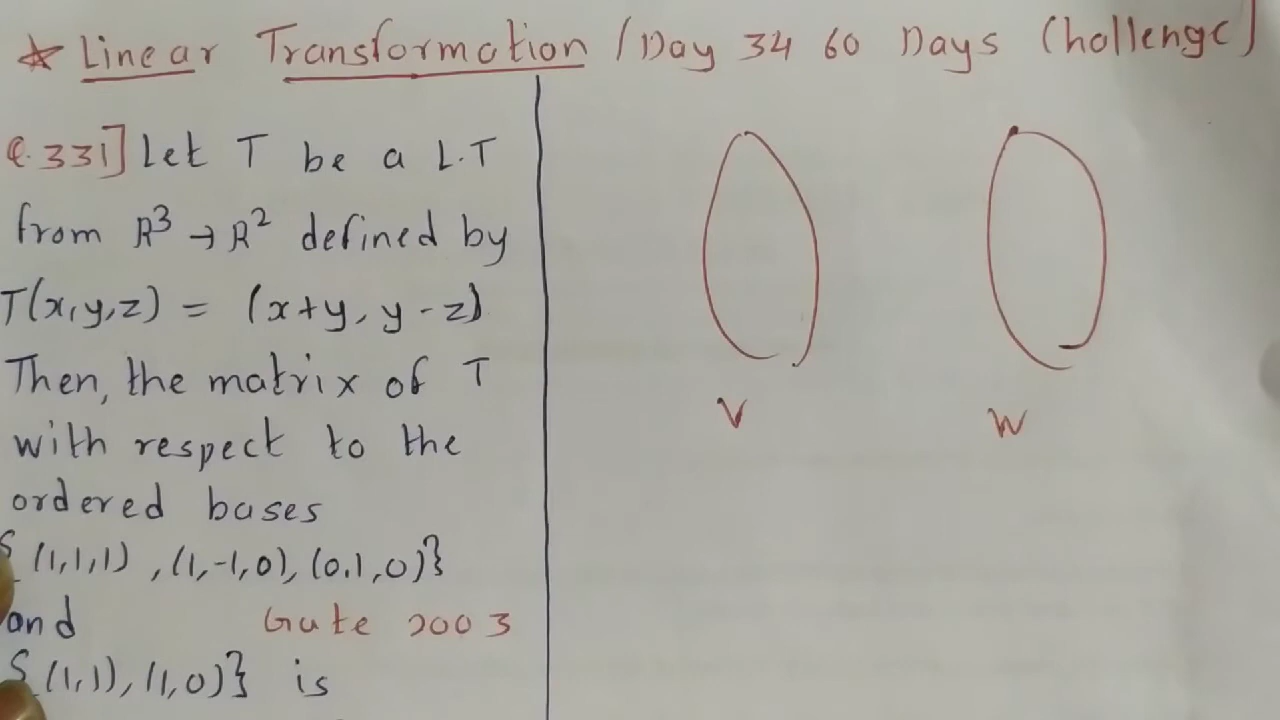 * Linear Transformation / Day 34 60 Days Challenge]
Q.331] Let T be a L.T
from R³ → R² defined by
T(x,y,z) = (x+y, y-z)
Then, the matrix of T
with respect to the
ordered bases
{(1,1,1), (1,-1,0), (0,1,0)}
and Gate 2003
{(1,1), (1,0)} is
V W